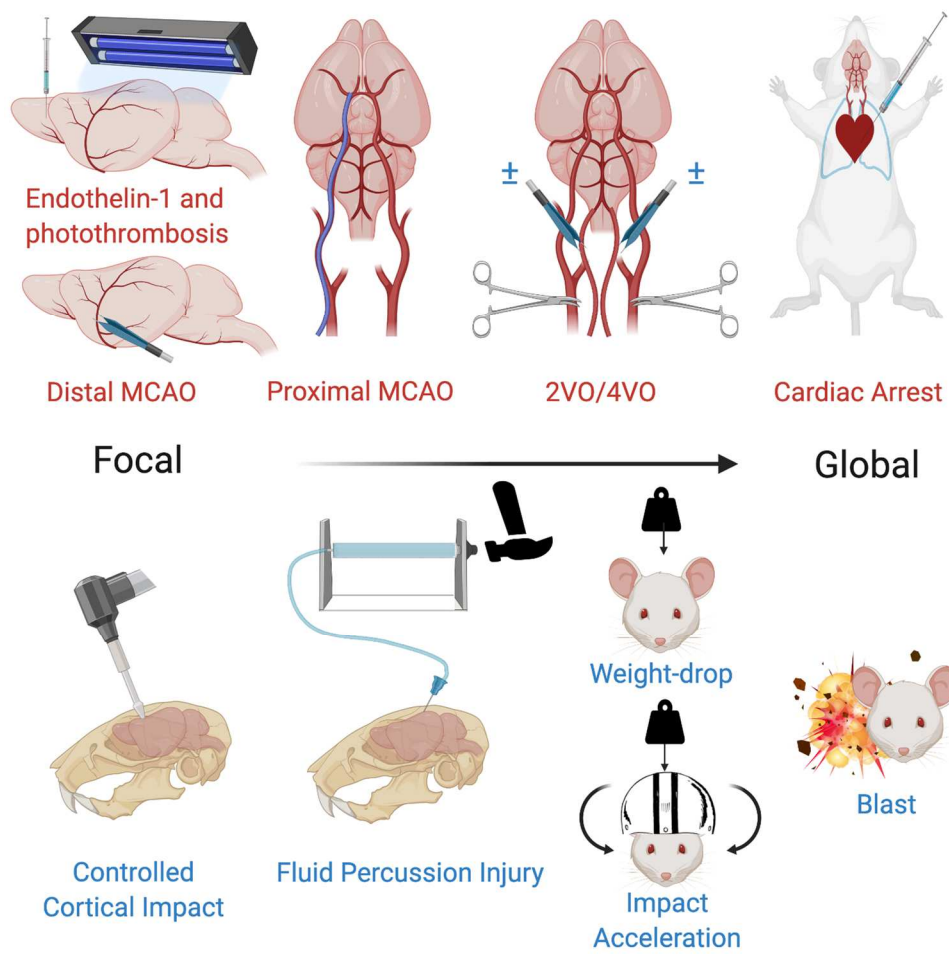 Endothelin-1 and
photothrombosis
±
±
Distal MCAO
Proximal MCAO
2VO/4VO
Cardiac Arrest
Focal
Global
Weight-drop
Blast
Controlled
Cortical Impact
Fluid Percussion Injury
Impact
Acceleration